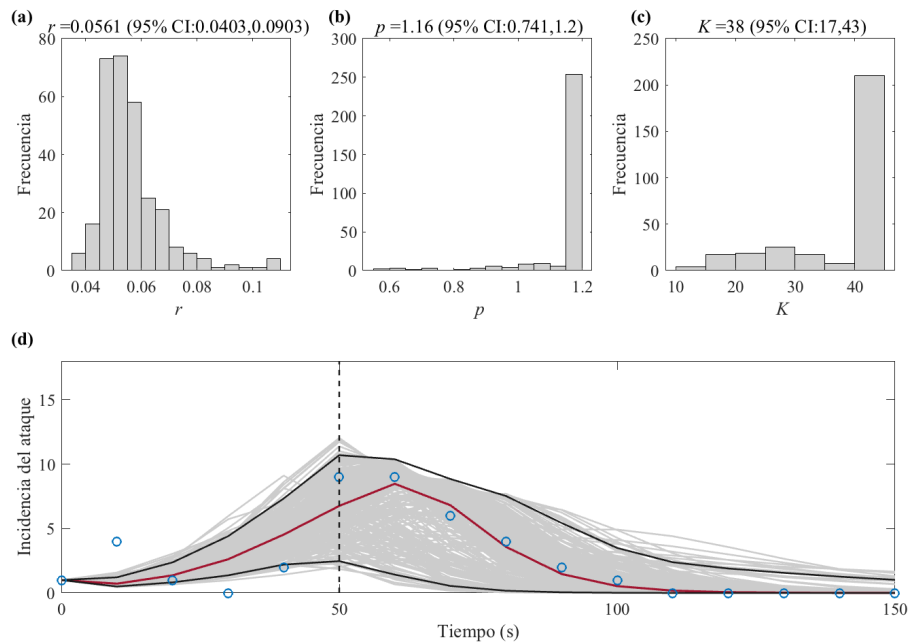 (a)
r =0.0561 (95% CI:0.0403,0.0903)
80
60
40
20
0
Frecuencia
0.04 0.06 0.08 0.1
r
(b)
p =1.16 (95% CI:0.741,1.2)
300
250
200
150
100
50
0
Frecuencia
0.6 0.8 1 1.2
p
(c)
K =38 (95% CI:17,43)
250
200
150
100
50
0
Frecuencia
10 20 30 40
K
(d)
15
10
5
0
Incidencia del ataque
0 50 100 150
Tiempo (s)